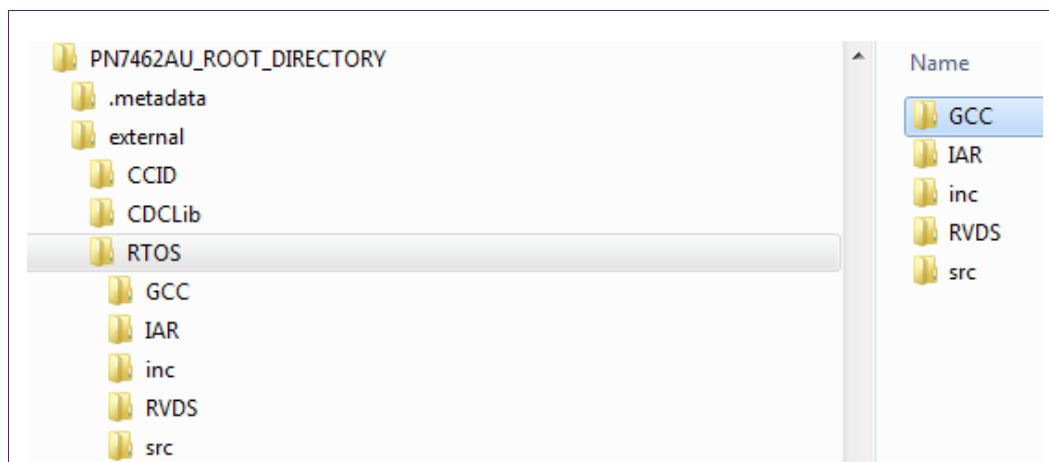 PN7462AU_ROOT_DIRECTORY
.metadata
external
CCID
CDCLib
RTOS
GCC
IAR
inc
RVDS
src
Name
GCC
IAR
inc
RVDS
src